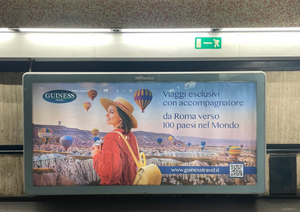 GUINESS
Viaggi esclusivi
con accompagnatore
da Roma verso
100 paesi nel Mondo
www.guinesstravel.it